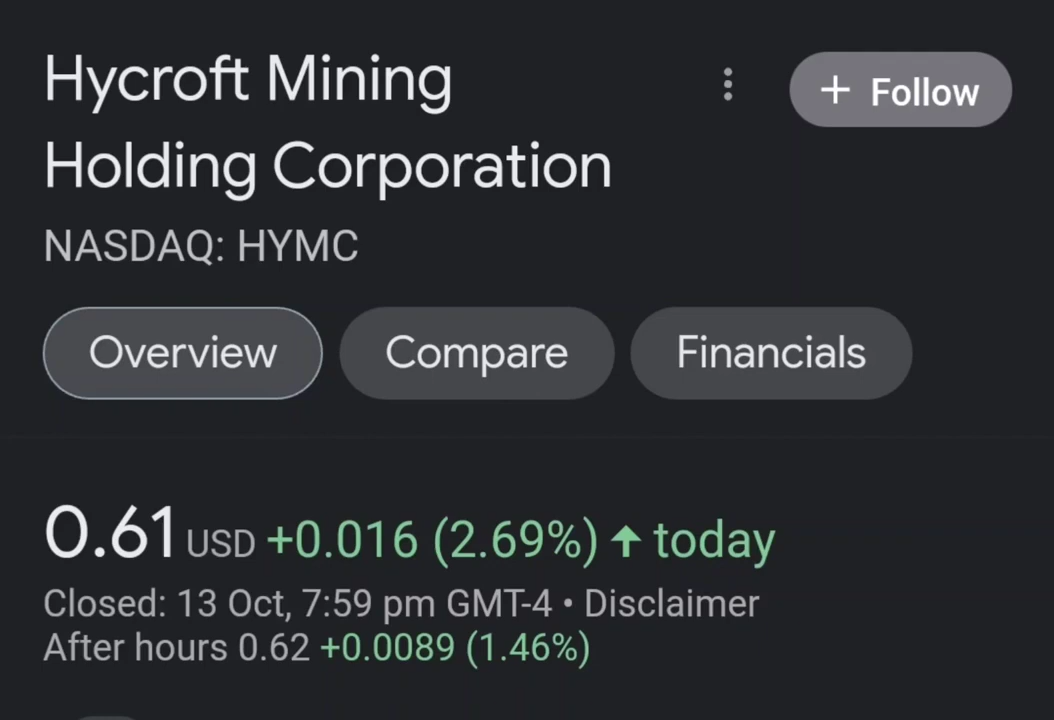 Hycroft Mining
Holding Corporation
+ Follow
NASDAQ: HYMC
Overview Compare Financials
0.61 USD +0.016 (2.69%) ↑ today
Closed: 13 Oct, 7:59 pm GMT-4 • Disclaimer
After hours 0.62 +0.0089 (1.46%)